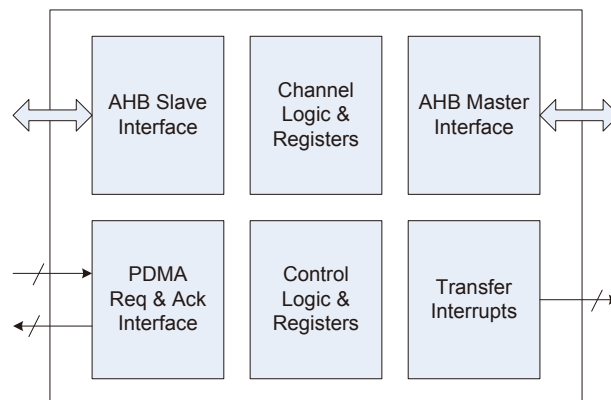 AHB Slave
Interface
Channel
Logic &
Registers
AHB Master
Interface
PDMA
Req & Ack
Interface
Control
Logic &
Registers
Transfer
Interrupts